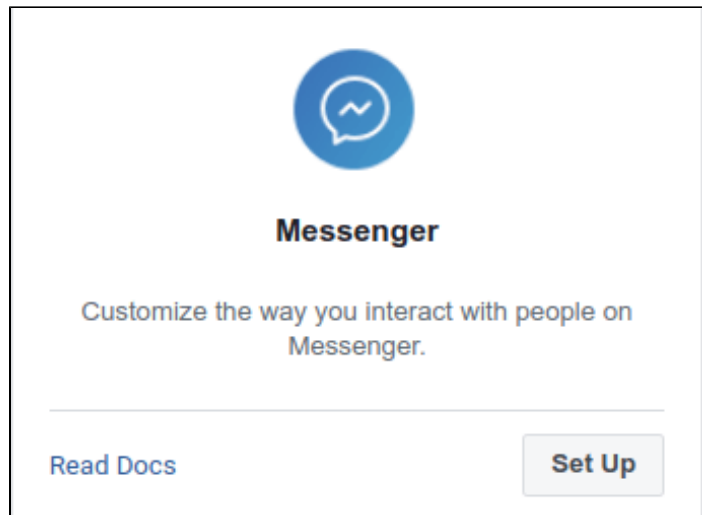 Messenger
Customize the way you interact with people on
Messenger.
Read Docs
Set Up